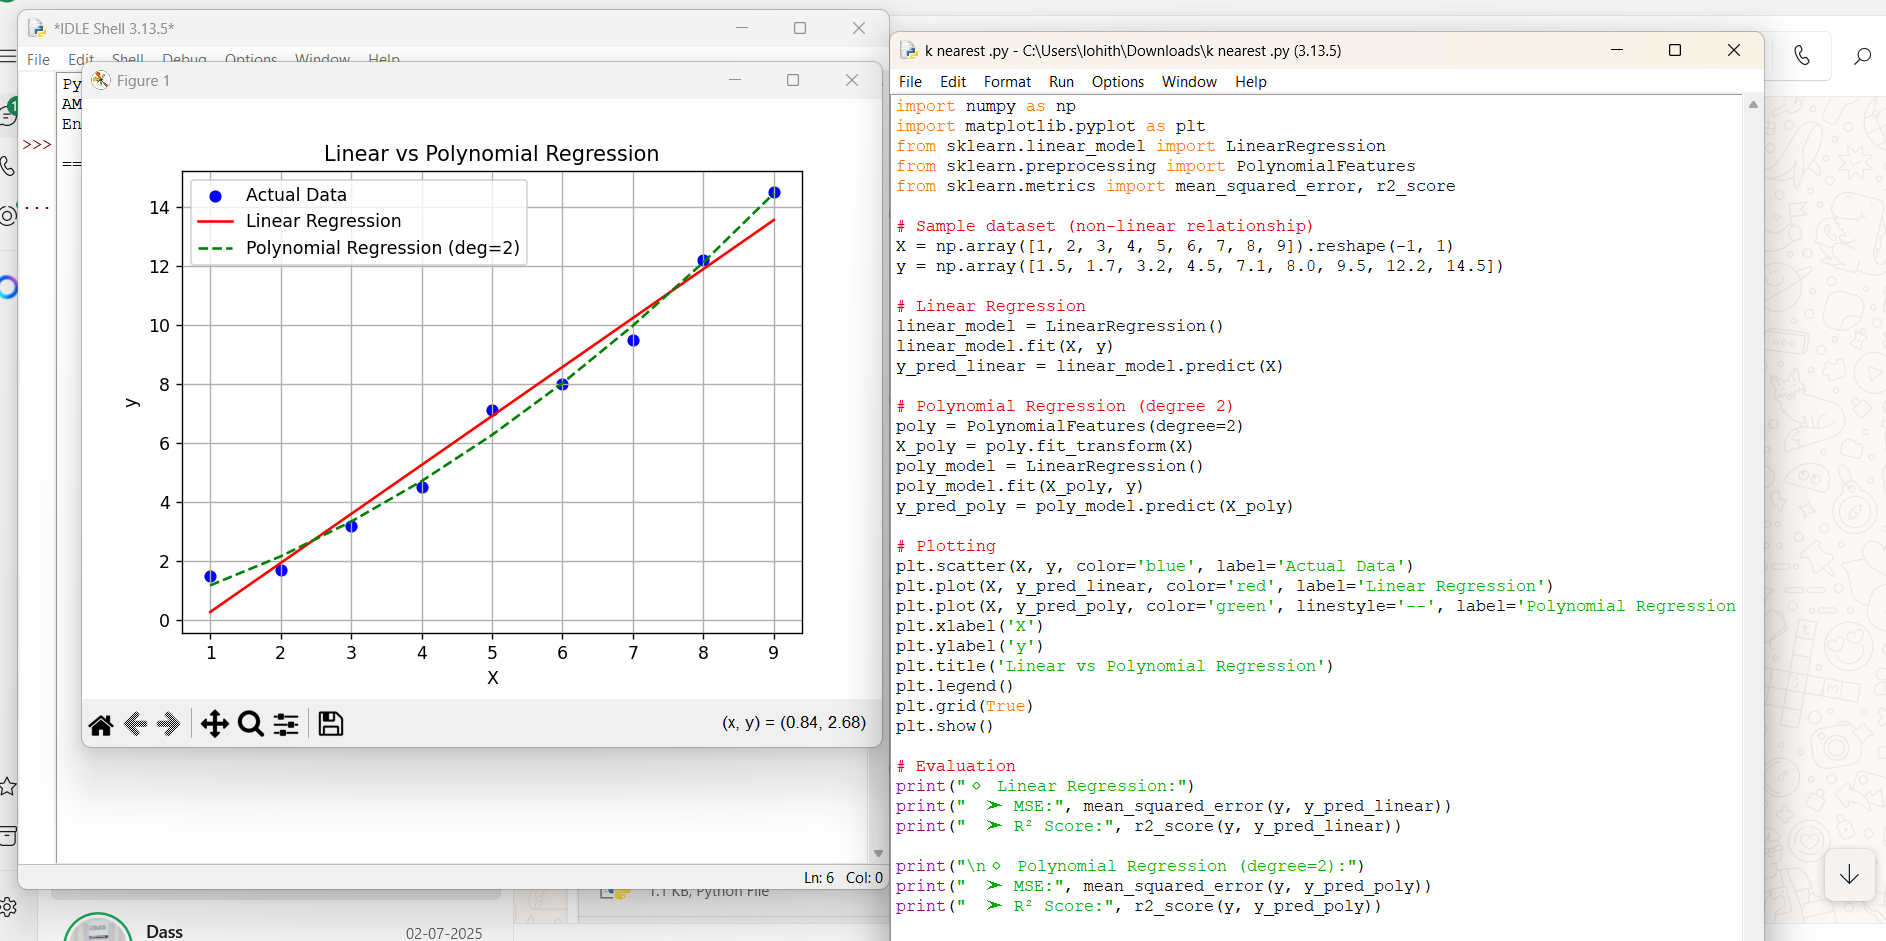 *IDLE Shell 3.13.5*
File Edit Shell Debug Options Window Help
Py
AM
En
>>>
==
...
Figure 1
Linear vs Polynomial Regression
Actual Data
Linear Regression
Polynomial Regression (deg=2)
14
12
10
8
6
4
2
0
y
1 2 3 4 5 6 7 8 9
X
(x, y) = (0.84, 2.68)
Ln: 6 Col: 0
1.1 KB, Python File
Dass
02-07-2025
1
k nearest .py - C:\Users\lohith\Downloads\k nearest .py (3.13.5)
File Edit Format Run Options Window Help
import numpy as np
import matplotlib.pyplot as plt
from sklearn.linear_model import LinearRegression
from sklearn.preprocessing import PolynomialFeatures
from sklearn.metrics import mean_squared_error, r2_score
# Sample dataset (non-linear relationship)
X = np.array([1, 2, 3, 4, 5, 6, 7, 8, 9]).reshape(-1, 1)
y = np.array([1.5, 1.7, 3.2, 4.5, 7.1, 8.0, 9.5, 12.2, 14.5])
# Linear Regression
linear_model = LinearRegression()
linear_model.fit(X, y)
y_pred_linear = linear_model.predict(X)
# Polynomial Regression (degree 2)
poly = PolynomialFeatures(degree=2)
X_poly = poly.fit_transform(X)
poly_model = LinearRegression()
poly_model.fit(X_poly, y)
y_pred_poly = poly_model.predict(X_poly)
# Plotting
plt.scatter(X, y, color='blue', label='Actual Data')
plt.plot(X, y_pred_linear, color='red', label='Linear Regression')
plt.plot(X, y_pred_poly, color='green', linestyle='--', label='Polynomial Regression
plt.xlabel('X')
plt.ylabel('y')
plt.title('Linear vs Polynomial Regression')
plt.legend()
plt.grid(True)
plt.show()
# Evaluation
print("⋄ Linear Regression:")
print("  ➤ MSE:", mean_squared_error(y, y_pred_linear))
print("  ➤ R² Score:", r2_score(y, y_pred_linear))
print("\n⋄ Polynomial Regression (degree=2):")
print("  ➤ MSE:", mean_squared_error(y, y_pred_poly))
print("  ➤ R² Score:", r2_score(y, y_pred_poly))